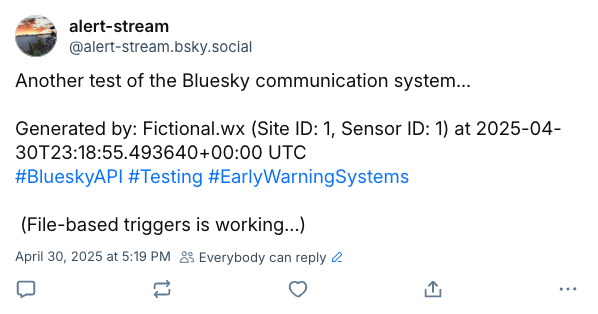 alert-stream
@alert-stream.bsky.social
Another test of the Bluesky communication system...
Generated by: Fictional.wx (Site ID: 1, Sensor ID: 1) at 2025-04-
30T23:18:55.493640+00:00 UTC
#BlueskyAPI #Testing #EarlyWarningSystems
(File-based triggers is working...)
April 30, 2025 at 5:19 PM Everybody can reply